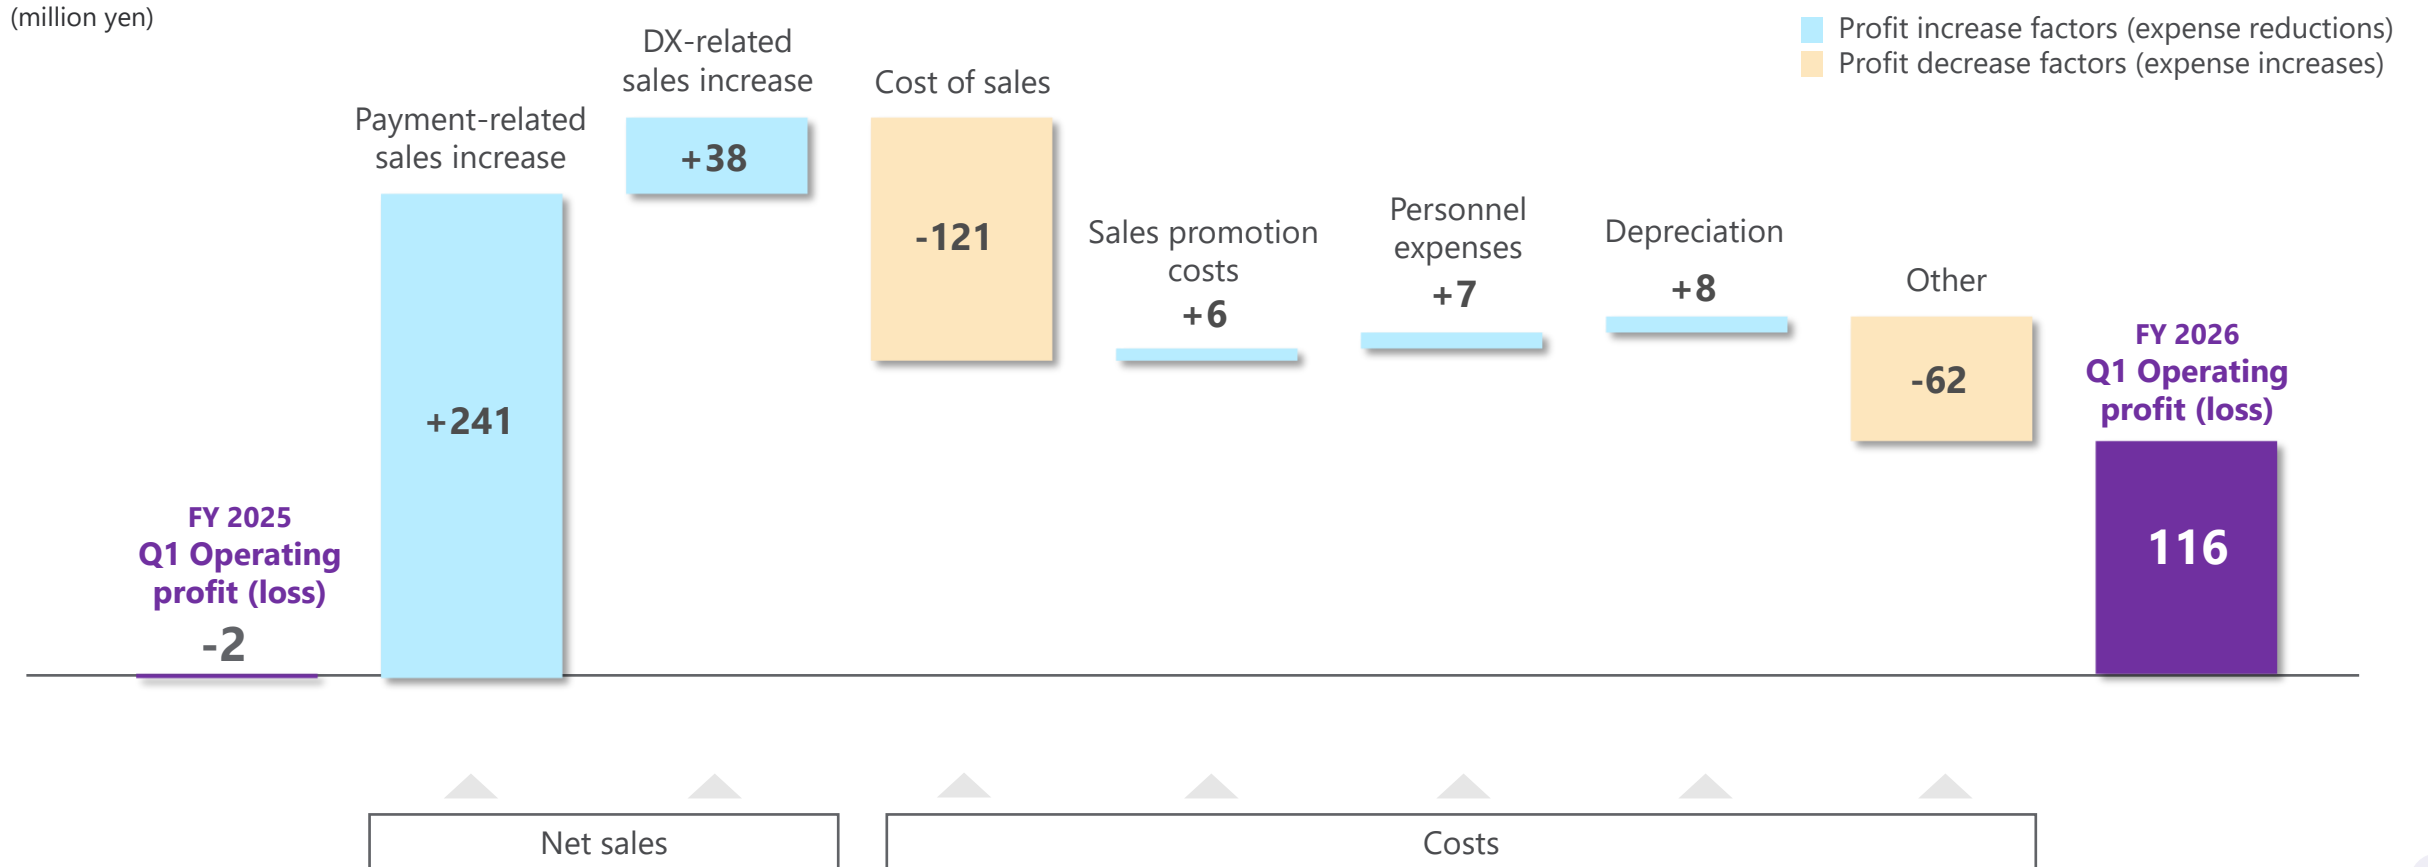 (million yen)
Profit increase factors (expense reductions)
Profit decrease factors (expense increases)
FY 2025
Q1 Operating
profit (loss)
-2
Payment-related
sales increase
+241
DX-related
sales increase
+38
Cost of sales
-121
Sales promotion
costs
+6
Personnel
expenses
+7
Depreciation
+8
Other
-62
FY 2026
Q1 Operating
profit (loss)
116
Net sales
Costs